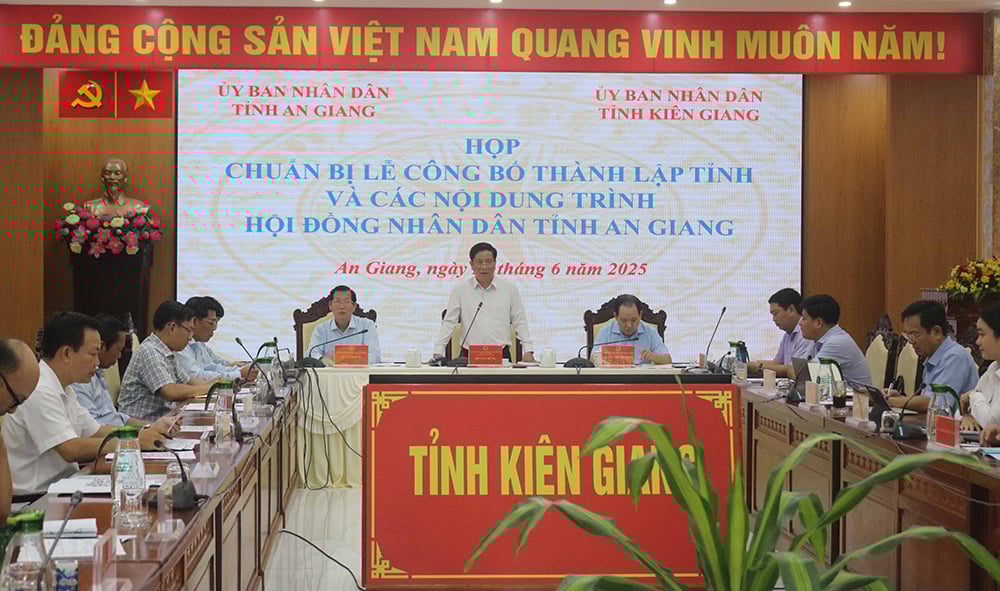 ĐẢNG CỘNG SẢN VIỆT NAM QUANG VINH MUÔN NĂM!
ỦY BAN NHÂN DÂN
TỈNH AN GIANG
ỦY BAN NHÂN DÂN
TỈNH KIÊN GIANG
HỌP
CHUẨN BỊ LỄ CÔNG BỐ THÀNH LẬP TỈNH
VÀ CÁC NỘI DUNG TRÌNH
HỘI ĐỒNG NHÂN DÂN TỈNH AN GIANG
An Giang, ngày tháng 6 năm 2025
TỈNH KIÊN GIANG